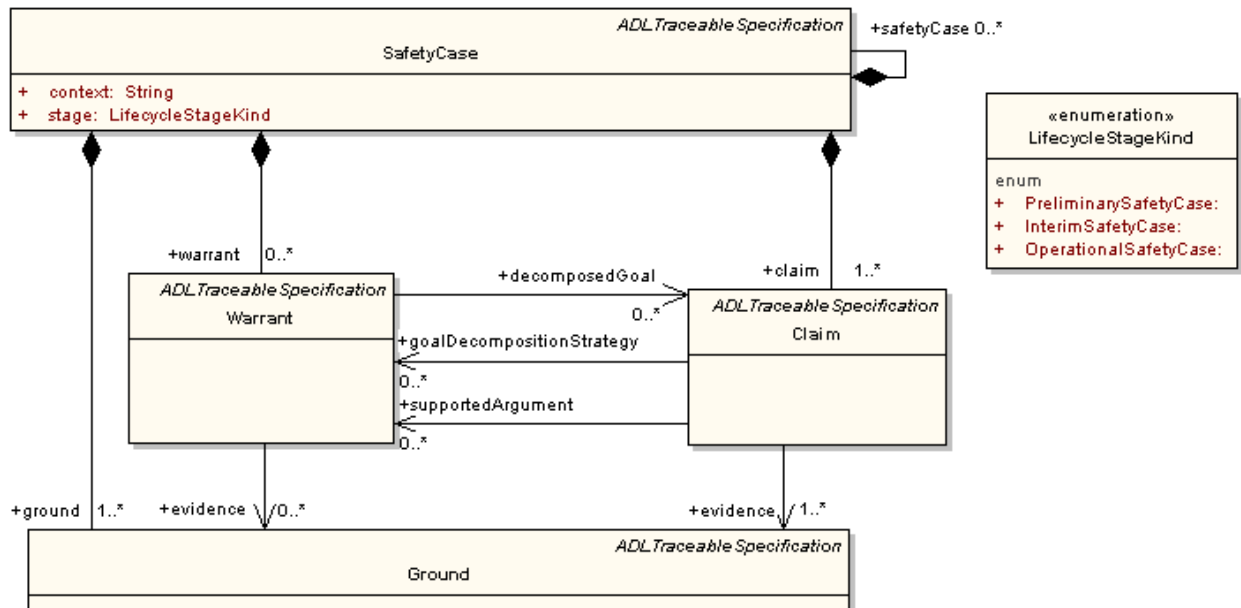 ADLTraceableSpecification
SafetyCase
+ context: String
+ stage: LifecycleStageKind
+safetyCase 0..*
«enumeration»
LifecycleStageKind
enum
+ PreliminarySafetyCase:
+ InterimSafetyCase:
+ OperationalSafetyCase:
+warrant 0..*
+claim 1..*
ADLTraceableSpecification
Warrant
+decomposedGoal
0..*
ADLTraceableSpecification
Claim
+goalDecompositionStrategy
0..*
+supportedArgument
0..*
+ground 1..*
+evidence 0..*
+evidence 1..*
ADLTraceableSpecification
Ground